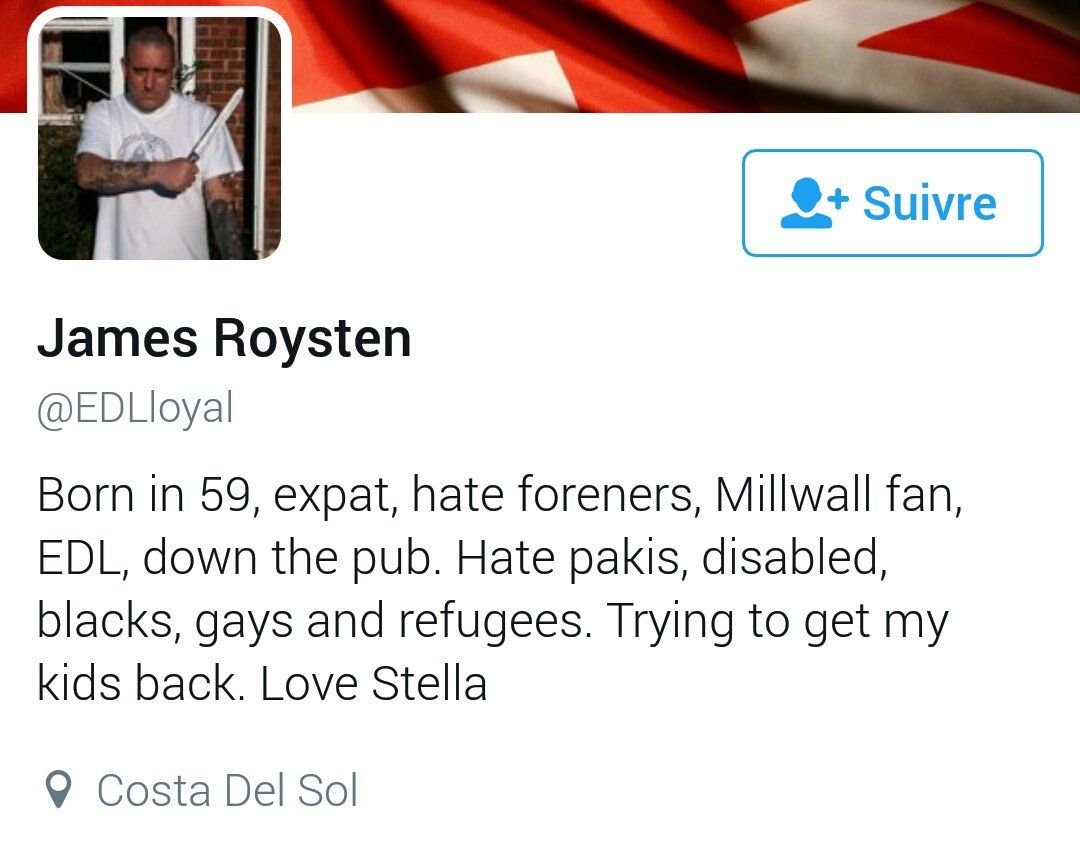 Suivre
James Roysten
@EDLloyal
Born in 59, expat, hate foreners, Millwall fan,
EDL, down the pub. Hate pakis, disabled,
blacks, gays and refugees. Trying to get my
kids back. Love Stella
Costa Del Sol